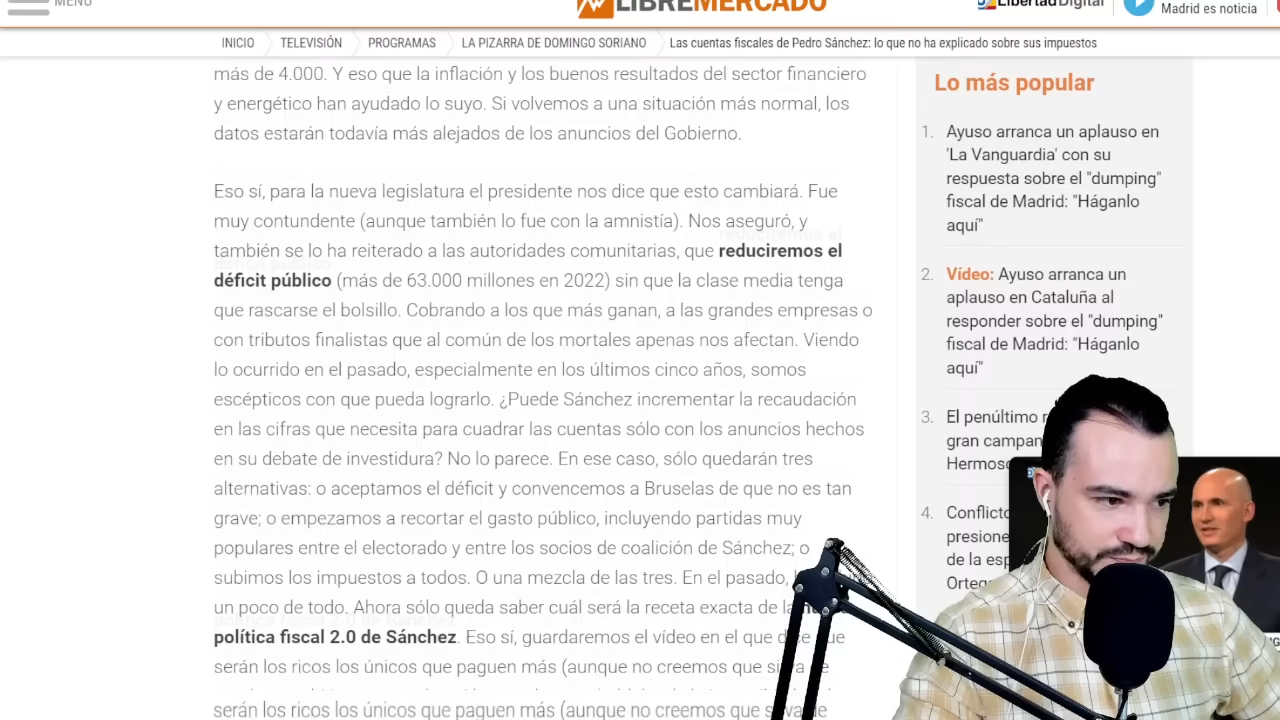 MENÚ
LIBREMERCADO
Libertad Digital
Madrid es noticia
INICIO
TELEVISIÓN
PROGRAMAS
LA PIZARRA DE DOMINGO SORIANO
Las cuentas fiscales de Pedro Sánchez: lo que no ha explicado sobre sus impuestos
más de 4.000. Y eso que la inflación y los buenos resultados del sector financiero
y energético han ayudado lo suyo. Si volvemos a una situación más normal, los
datos estarán todavía más alejados de los anuncios del Gobierno.
Eso sí, para la nueva legislatura el presidente nos dice que esto cambiará. Fue
muy contundente (aunque también lo fue con la amnistía). Nos aseguró, y
también se lo ha reiterado a las autoridades comunitarias, que reduciremos el
déficit público (más de 63.000 millones en 2022) sin que la clase media tenga
que rascarse el bolsillo. Cobrando a los que más ganan, a las grandes empresas o
con tributos finalistas que al común de los mortales apenas nos afectan. Viendo
lo ocurrido en el pasado, especialmente en los últimos cinco años, somos
escépticos con que pueda lograrlo. ¿Puede Sánchez incrementar la recaudación
en las cifras que necesita para cuadrar las cuentas sólo con los anuncios hechos
en su debate de investidura? No lo parece. En ese caso, sólo quedarán tres
alternativas: o aceptamos el déficit y convencemos a Bruselas de que no es tan
grave; o empezamos a recortar el gasto público, incluyendo partidas muy
populares entre el electorado y entre los socios de coalición de Sánchez; o
subimos los impuestos a todos. O una mezcla de las tres. En el pasado,
un poco de todo. Ahora sólo queda saber cuál será la receta exacta de la
política fiscal 2.0 de Sánchez. Eso sí, guardaremos el vídeo en el que
serán los ricos los únicos que paguen más (aunque no creemos que
serán los ricos los únicos que paguen más (aunque no creemos que
Lo más popular
1. Ayuso arranca un aplauso en
'La Vanguardia' con su
respuesta sobre el "dumping"
fiscal de Madrid: "Háganlo
aquí"
2. Vídeo: Ayuso arranca un
aplauso en Cataluña al
responder sobre el "dumping"
fiscal de Madrid: "Háganlo
aquí"
3. El penúltimo
gran
4.
de la